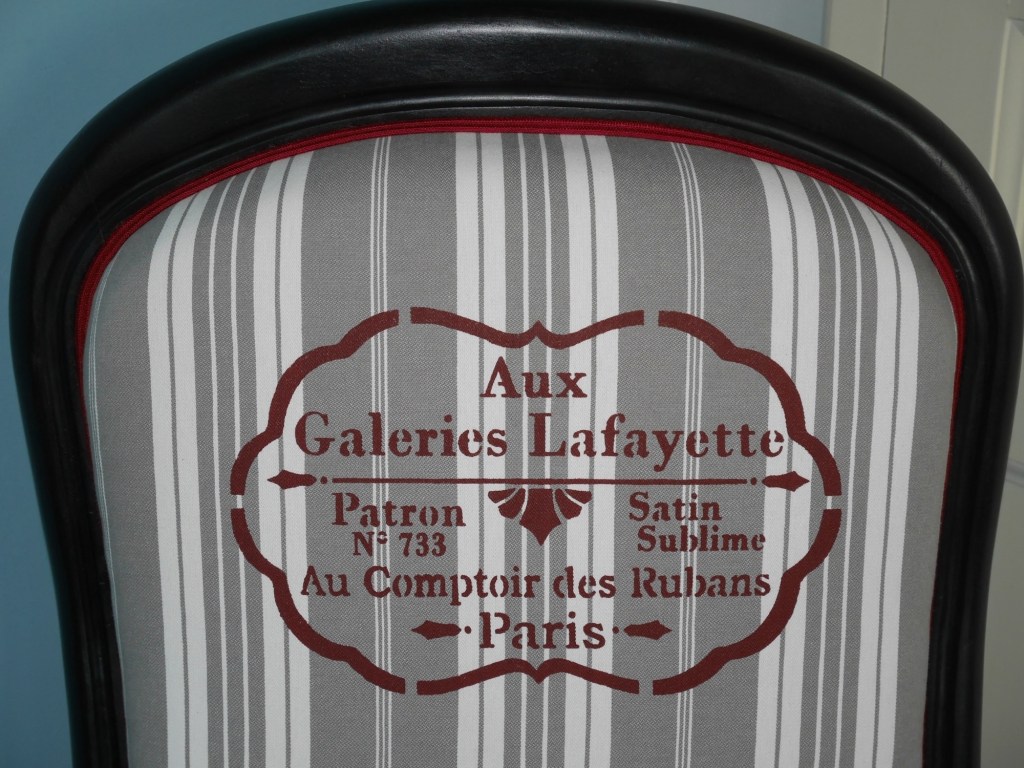 Aux
Galeries Lafayette
Patron
N° 733
Satin
Sublime
Au Comptoir des Rubans
Paris